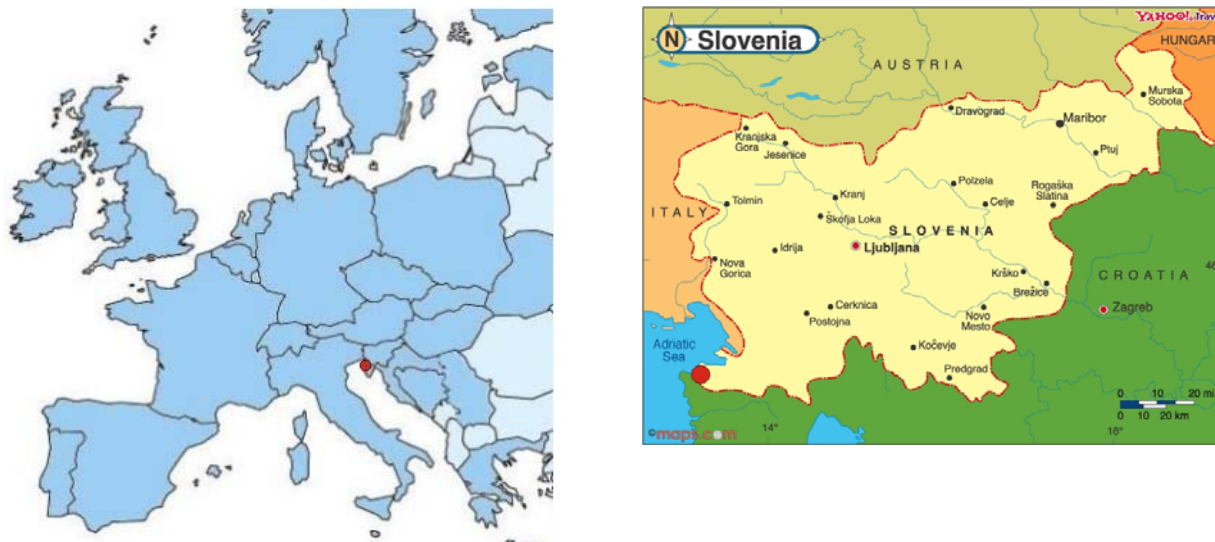 YAHOO! Trav
N Slovenia
HUNGAR
AUSTRIA
Murska
Sobota
Dravograd
Maribor
Kranjska
Gora
Jesenice
Ptuj
Polzela
Rogaška
Slatina
Kranj
Tolmin
Celje
ITALY
Škofja Loka
SLOVENIA
Ljubljana
Idrija
Nova
Gorica
Krško
CROATIA
46
Brežice
Cerknica
Zagreb
Postojna
Novo
Mesto
Adriatic
Sea
Kočevje
Predgrad
0 10 20 mi
0 10 20 km
©maps.com
14°
16°